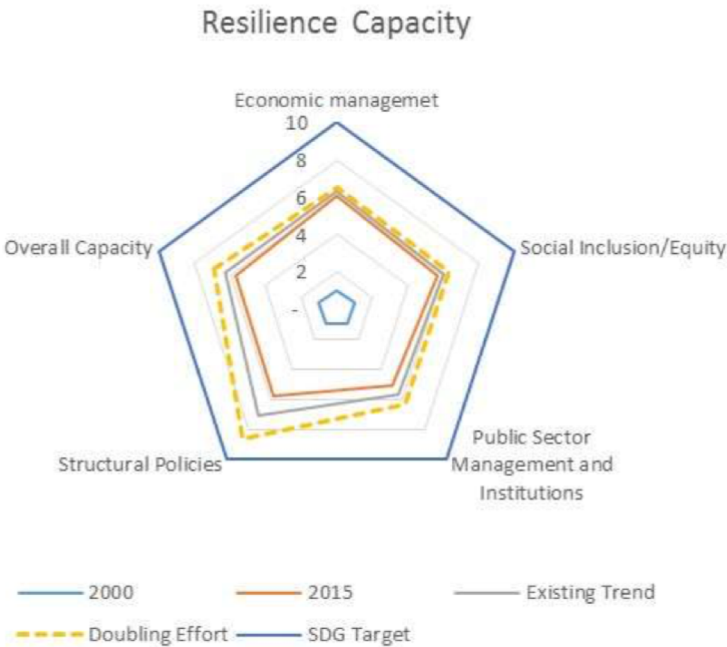 Resilience Capacity
Economic managemet
10
8
6
4
2
-
Overall Capacity
Social Inclusion/Equity
Structural Policies
Public Sector
Management and
Institutions
2000
2015
Existing Trend
Doubling Effort
SDG Target